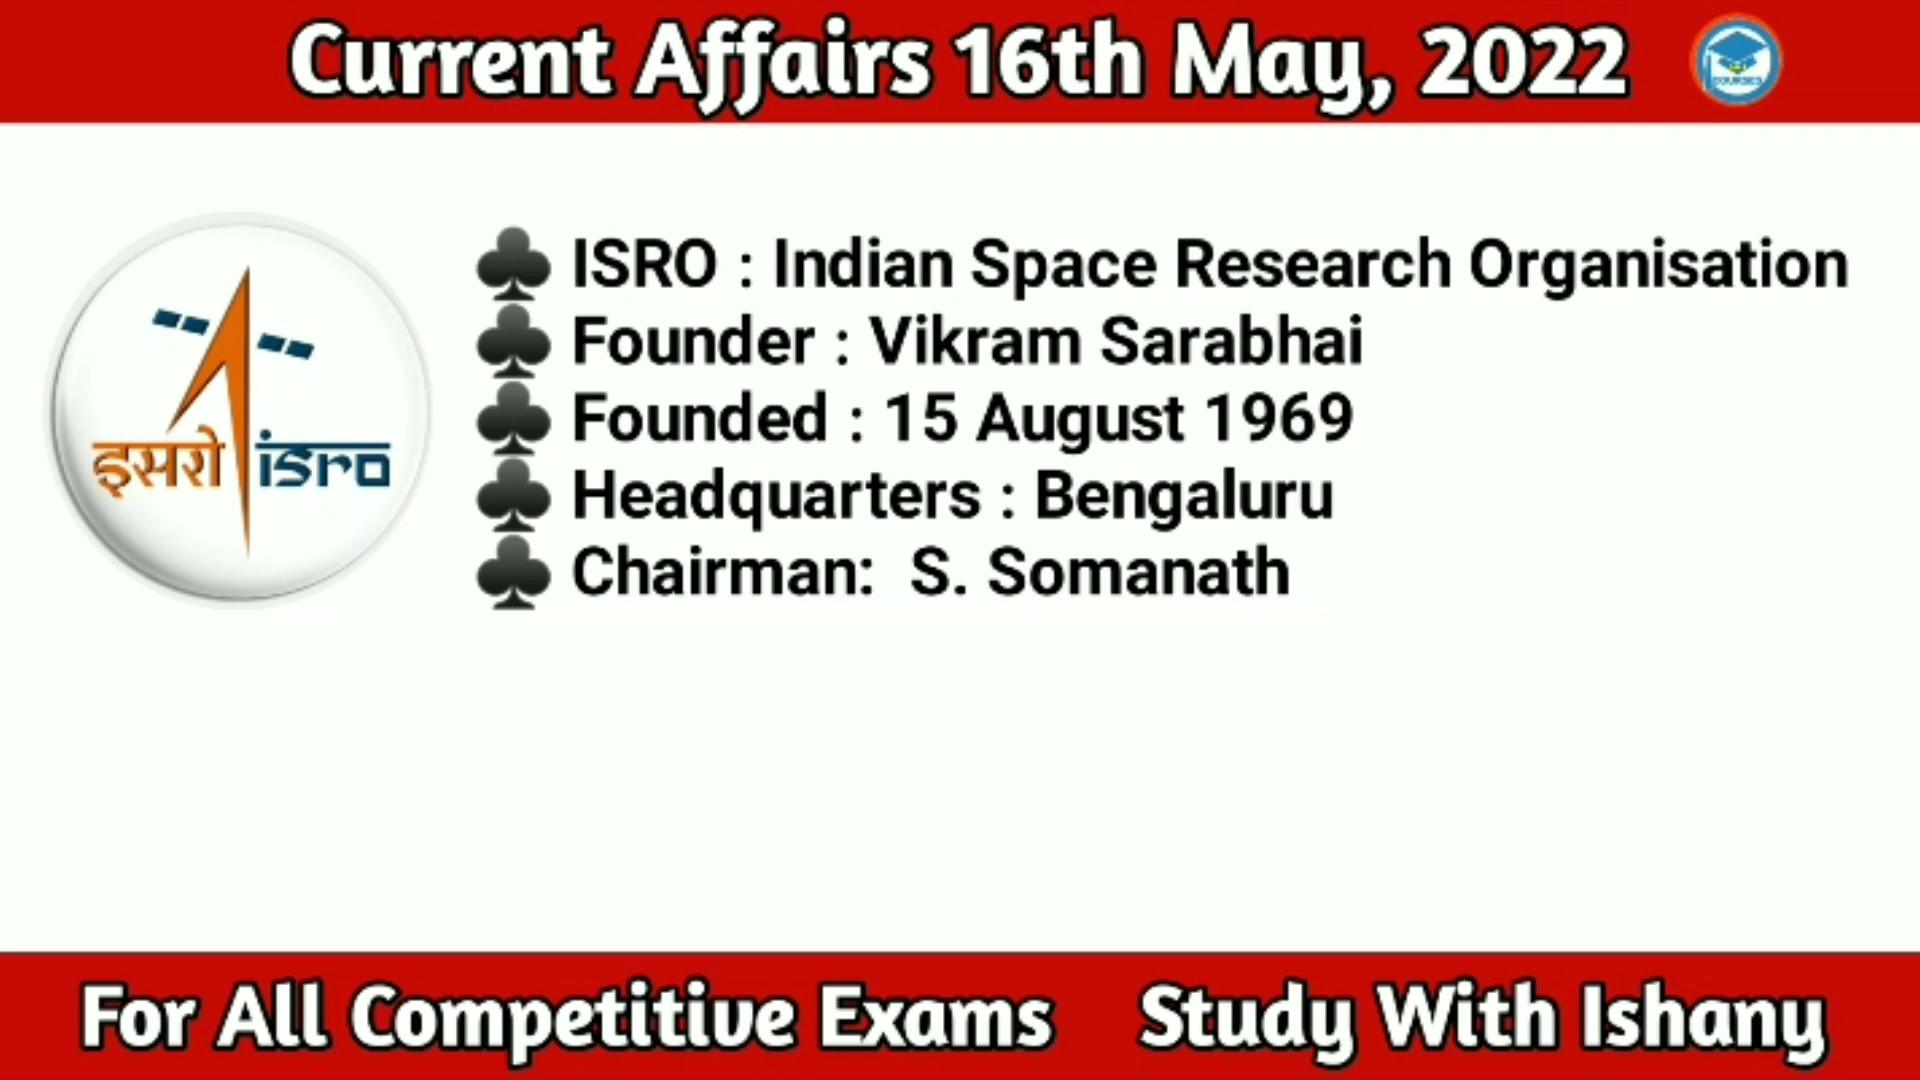 Current Affairs 16th May, 2022
COURSES
ISRO : Indian Space Research Organisation
Founder : Vikram Sarabhai
Founded : 15 August 1969
Headquarters : Bengaluru
Chairman: S. Somanath
इसरो isro
For All Competitive Exams Study With Ishany